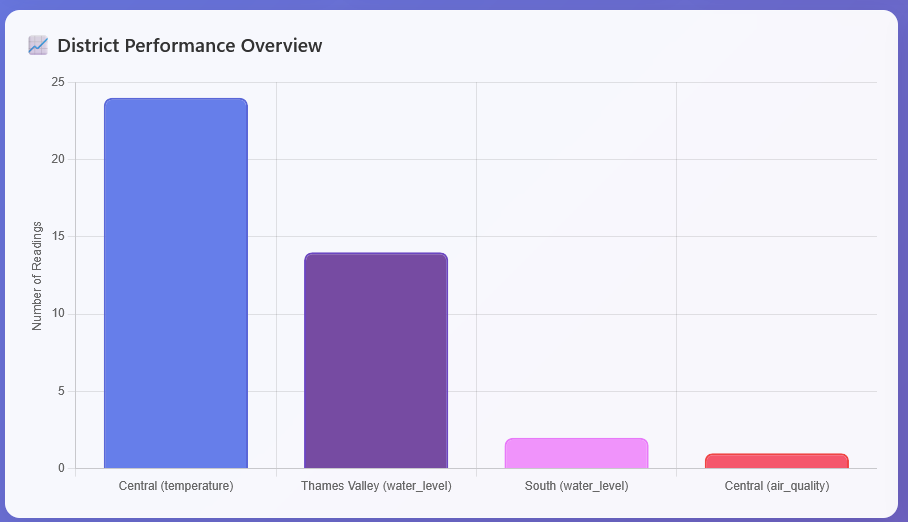 📈 District Performance Overview
25
20
15
10
5
0
Number of Readings
Central (temperature)
Thames Valley (water_level)
South (water_level)
Central (air_quality)